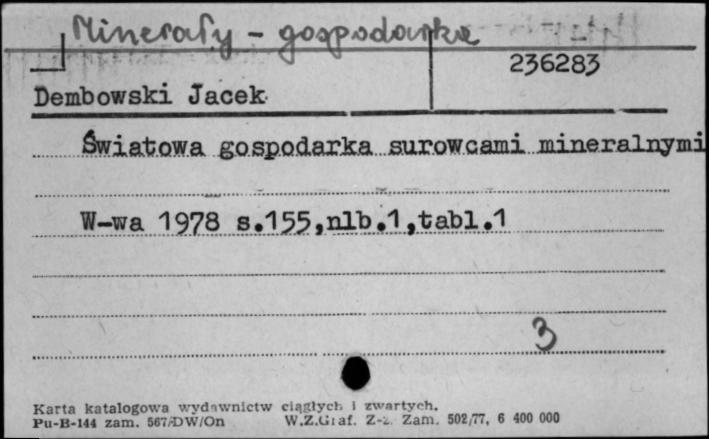 Minerały - gospodarka
236283
Dembowski Jacek
Światowa gospodarka surowcami mineralnymi
W-wa 1978 s.155,nlb.1,tabl.1
3
Karta katalogowa wydawnictw ciągłych i zwartych.
Pu-B-144 zam. 567/DW/On W.Z.Graf. Z-z. Zam. 502/77, 6 400 000